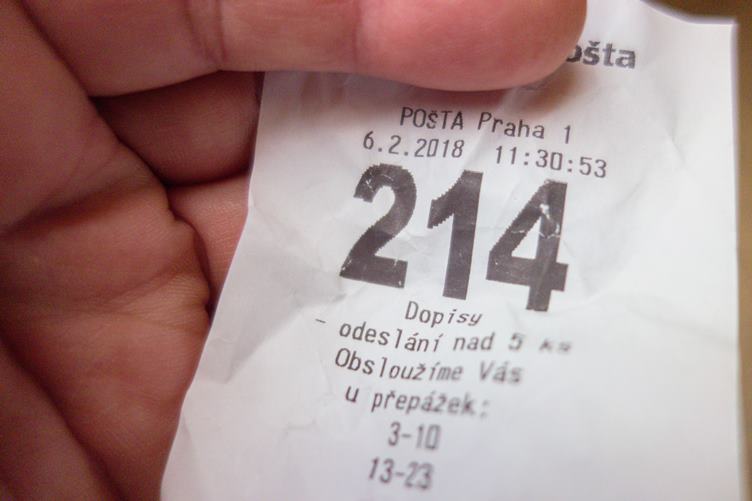 ošta
POŠTA Praha 1
6.2.2018 11:30:53
214
Dopisy
- odeslání nad 5 ks
Obsloužíme Vás
u přepážek:
3-10
13-23